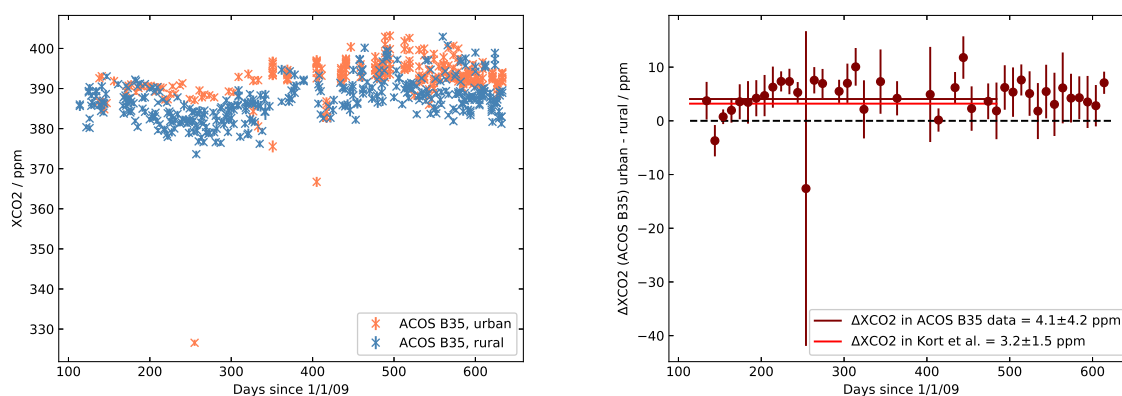 400
390
380
370
360
350
340
330
XCO2 / ppm
100 200 300 400 500 600
Days since 1/1/09
ACOS B35, urban
ACOS B35, rural
10
0
−10
−20
−30
−40
ΔXCO2 (ACOS B35) urban - rural / ppm
100 200 300 400 500 600
Days since 1/1/09
ΔXCO2 in ACOS B35 data = 4.1±4.2 ppm
ΔXCO2 in Kort et al. = 3.2±1.5 ppm